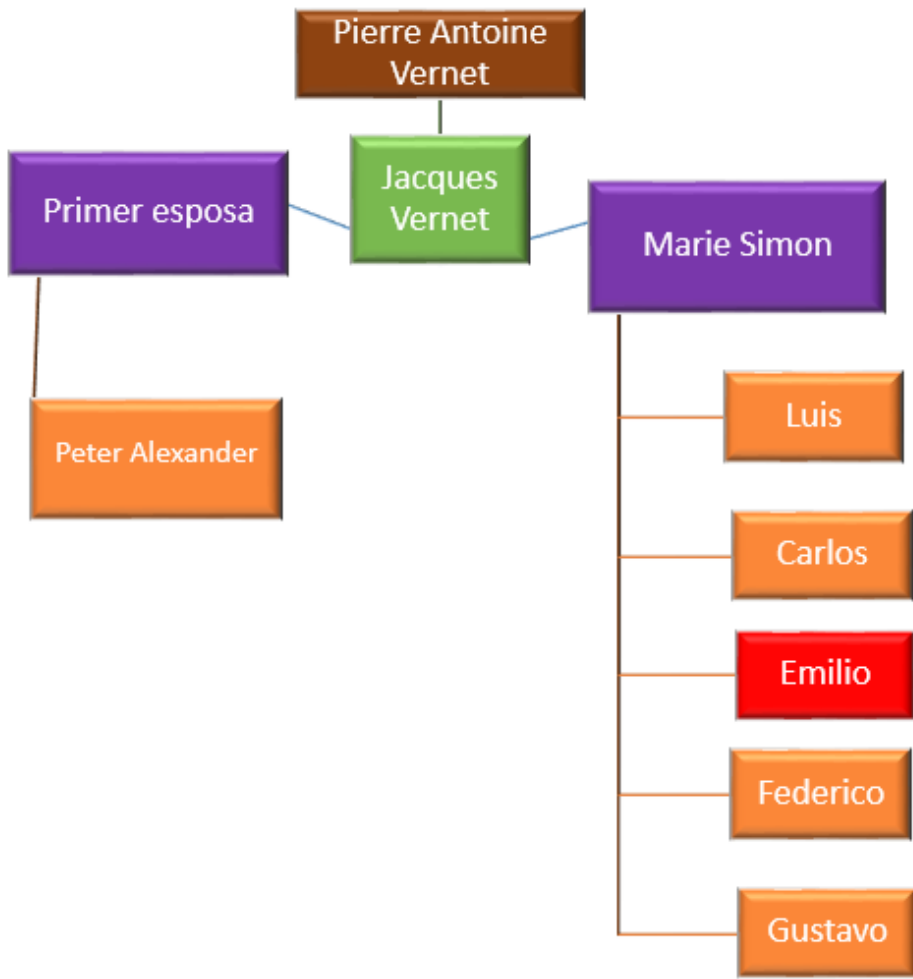 Pierre Antoine
Vernet
Jacques
Vernet
Primer esposa
Marie Simon
Peter Alexander
Luis
Carlos
Emilio
Federico
Gustavo